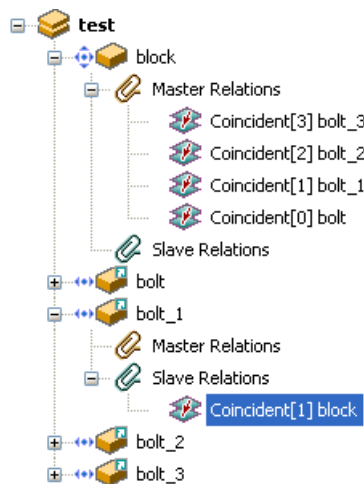 test
block
Master Relations
Coincident[3] bolt_3
Coincident[2] bolt_2
Coincident[1] bolt_1
Coincident[0] bolt
Slave Relations
bolt
bolt_1
Master Relations
Slave Relations
Coincident[1] block
bolt_2
bolt_3